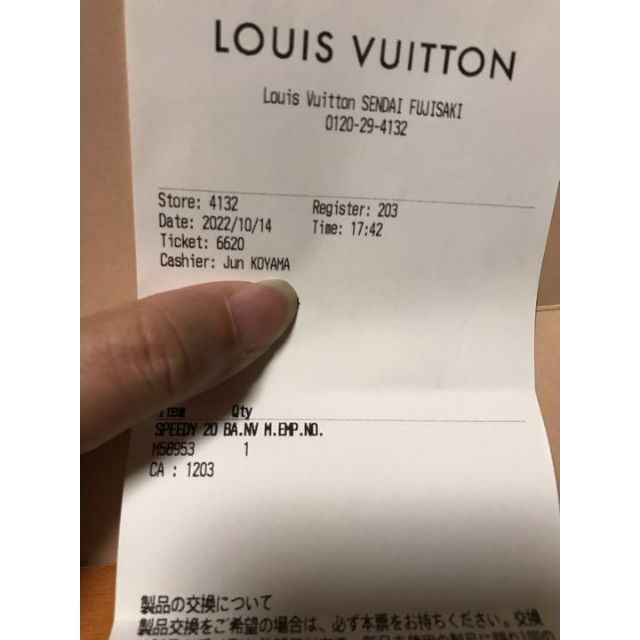 LOUIS VUITTON
Louis Vuitton SENDAI FUJISAKI
0120-29-4132
Store: 4132 Register: 203
Date: 2022/10/14 Time: 17:42
Ticket: 6620
Cashier: Jun KOYAMA
Item Qty
SPEEDY 20 BA.NV M.EMP.NO.
M58953 1
CA : 1203
製品の交換について
製品交換をご希望の場合は、必ず本票をお持ちください。交換